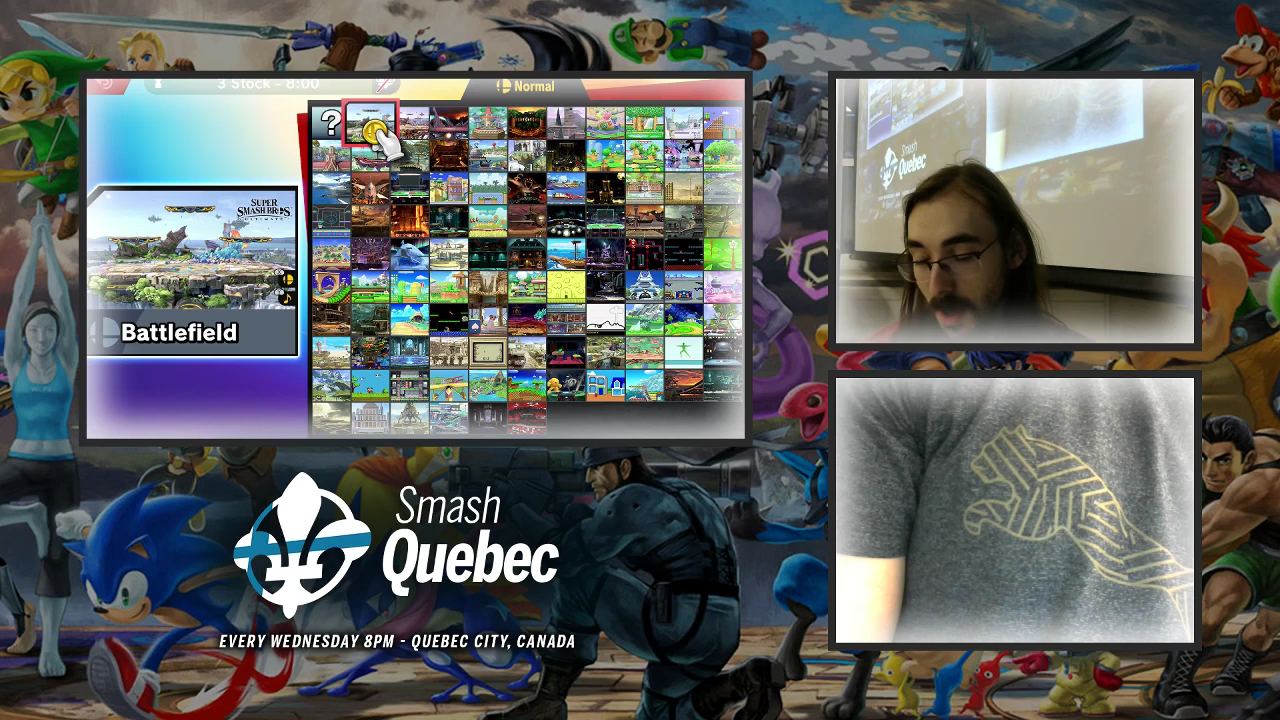 3 Stock - 8:00
Normal
?
SUPER
SMASH BROS.
ULTIMATE
Battlefield
Smash
Quebec
EVERY WEDNESDAY 8PM - QUEBEC CITY, CANADA
Smash
Quebec